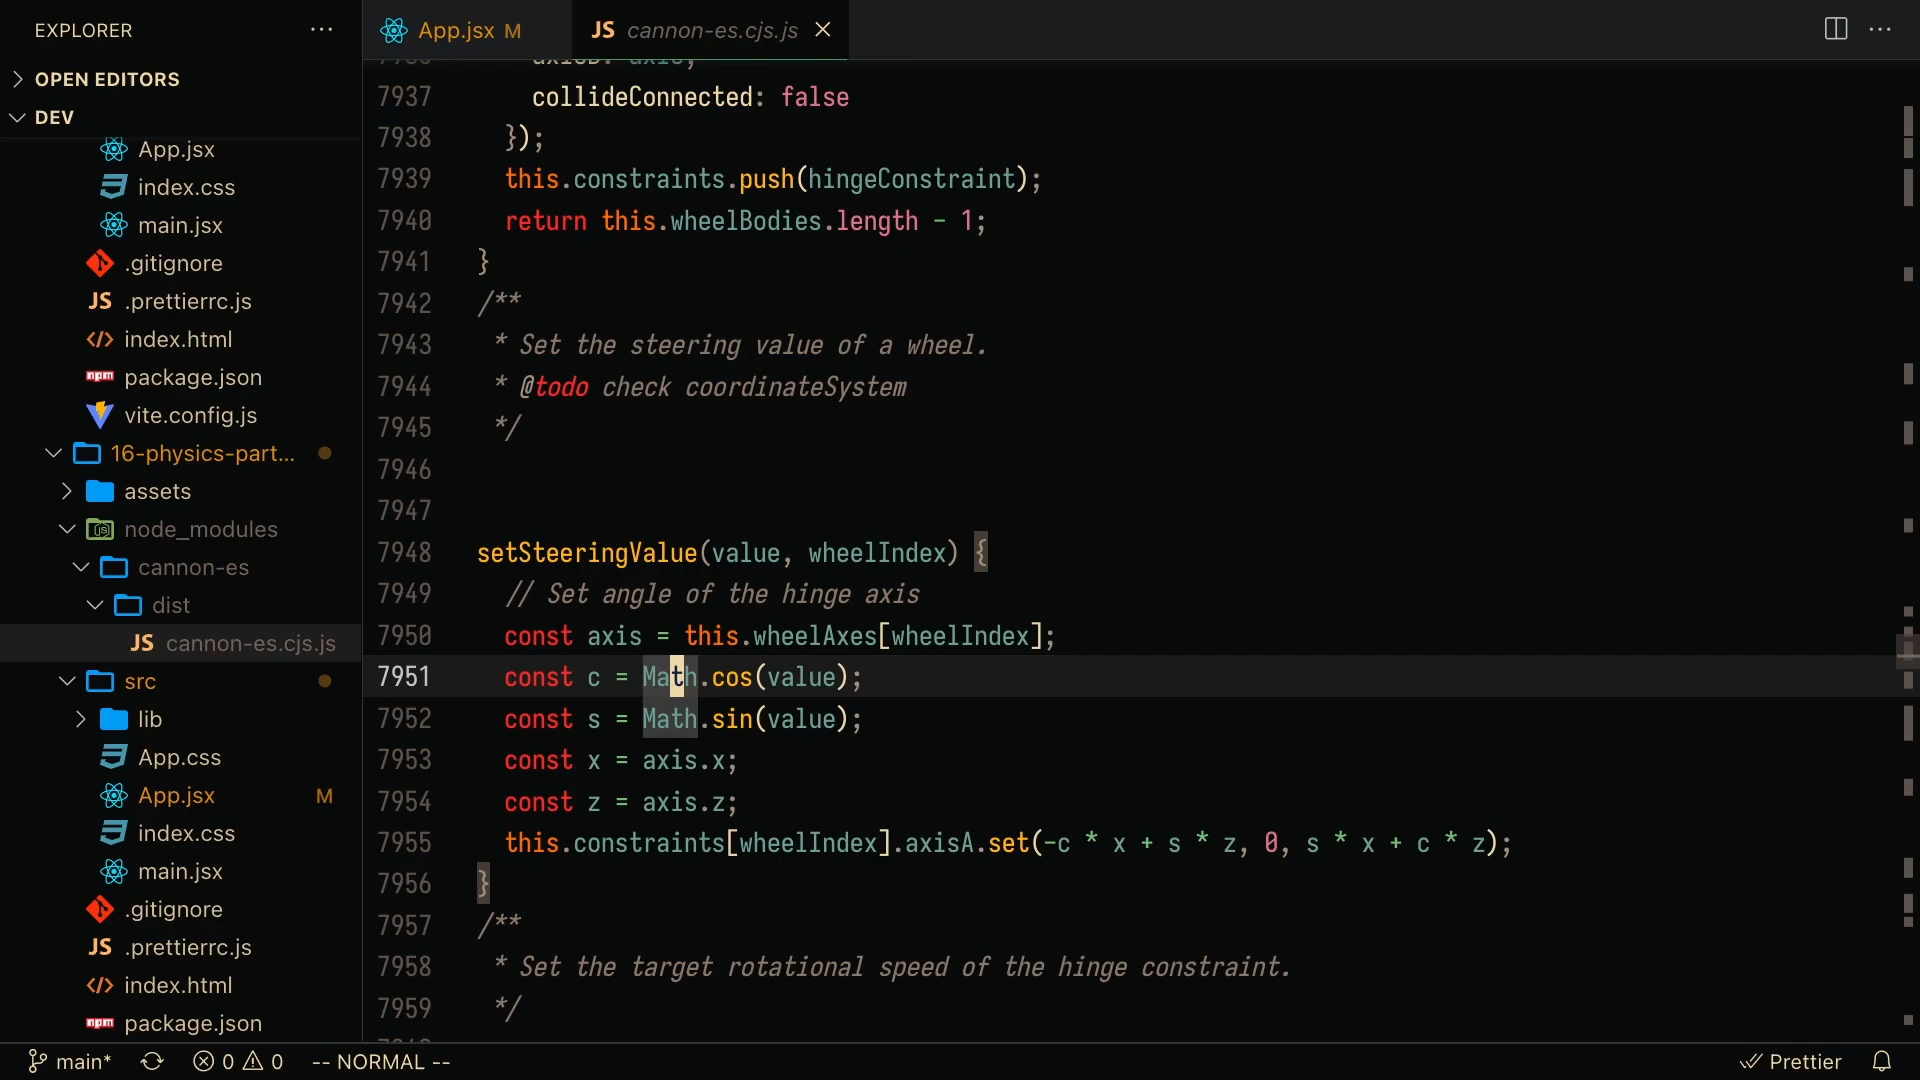 EXPLORER ···
OPEN EDITORS
DEV
App.jsx
index.css
main.jsx
.gitignore
JS .prettierrc.js
index.html
npm package.json
vite.config.js
16-physics-part...
assets
node_modules
cannon-es
dist
JS cannon-es.cjs.js
src
lib
App.css
App.jsx M
index.css
main.jsx
.gitignore
JS .prettierrc.js
index.html
npm package.json
App.jsx M
JS cannon-es.cjs.js
7937 collideConnected: false
7938 });
7939 this.constraints.push(hingeConstraint);
7940 return this.wheelBodies.length - 1;
7941 }
7942 /**
7943 * Set the steering value of a wheel.
7944 * @todo check coordinateSystem
7945 */
7946
7947
7948 setSteeringValue(value, wheelIndex) {
7949 // Set angle of the hinge axis
7950 const axis = this.wheelAxes[wheelIndex];
7951 const c = Math.cos(value);
7952 const s = Math.sin(value);
7953 const x = axis.x;
7954 const z = axis.z;
7955 this.constraints[wheelIndex].axisA.set(-c * x + s * z, 0, s * x + c * z);
7956 }
7957 /**
7958 * Set the target rotational speed of the hinge constraint.
7959 */
main* 0 0 -- NORMAL --
Prettier